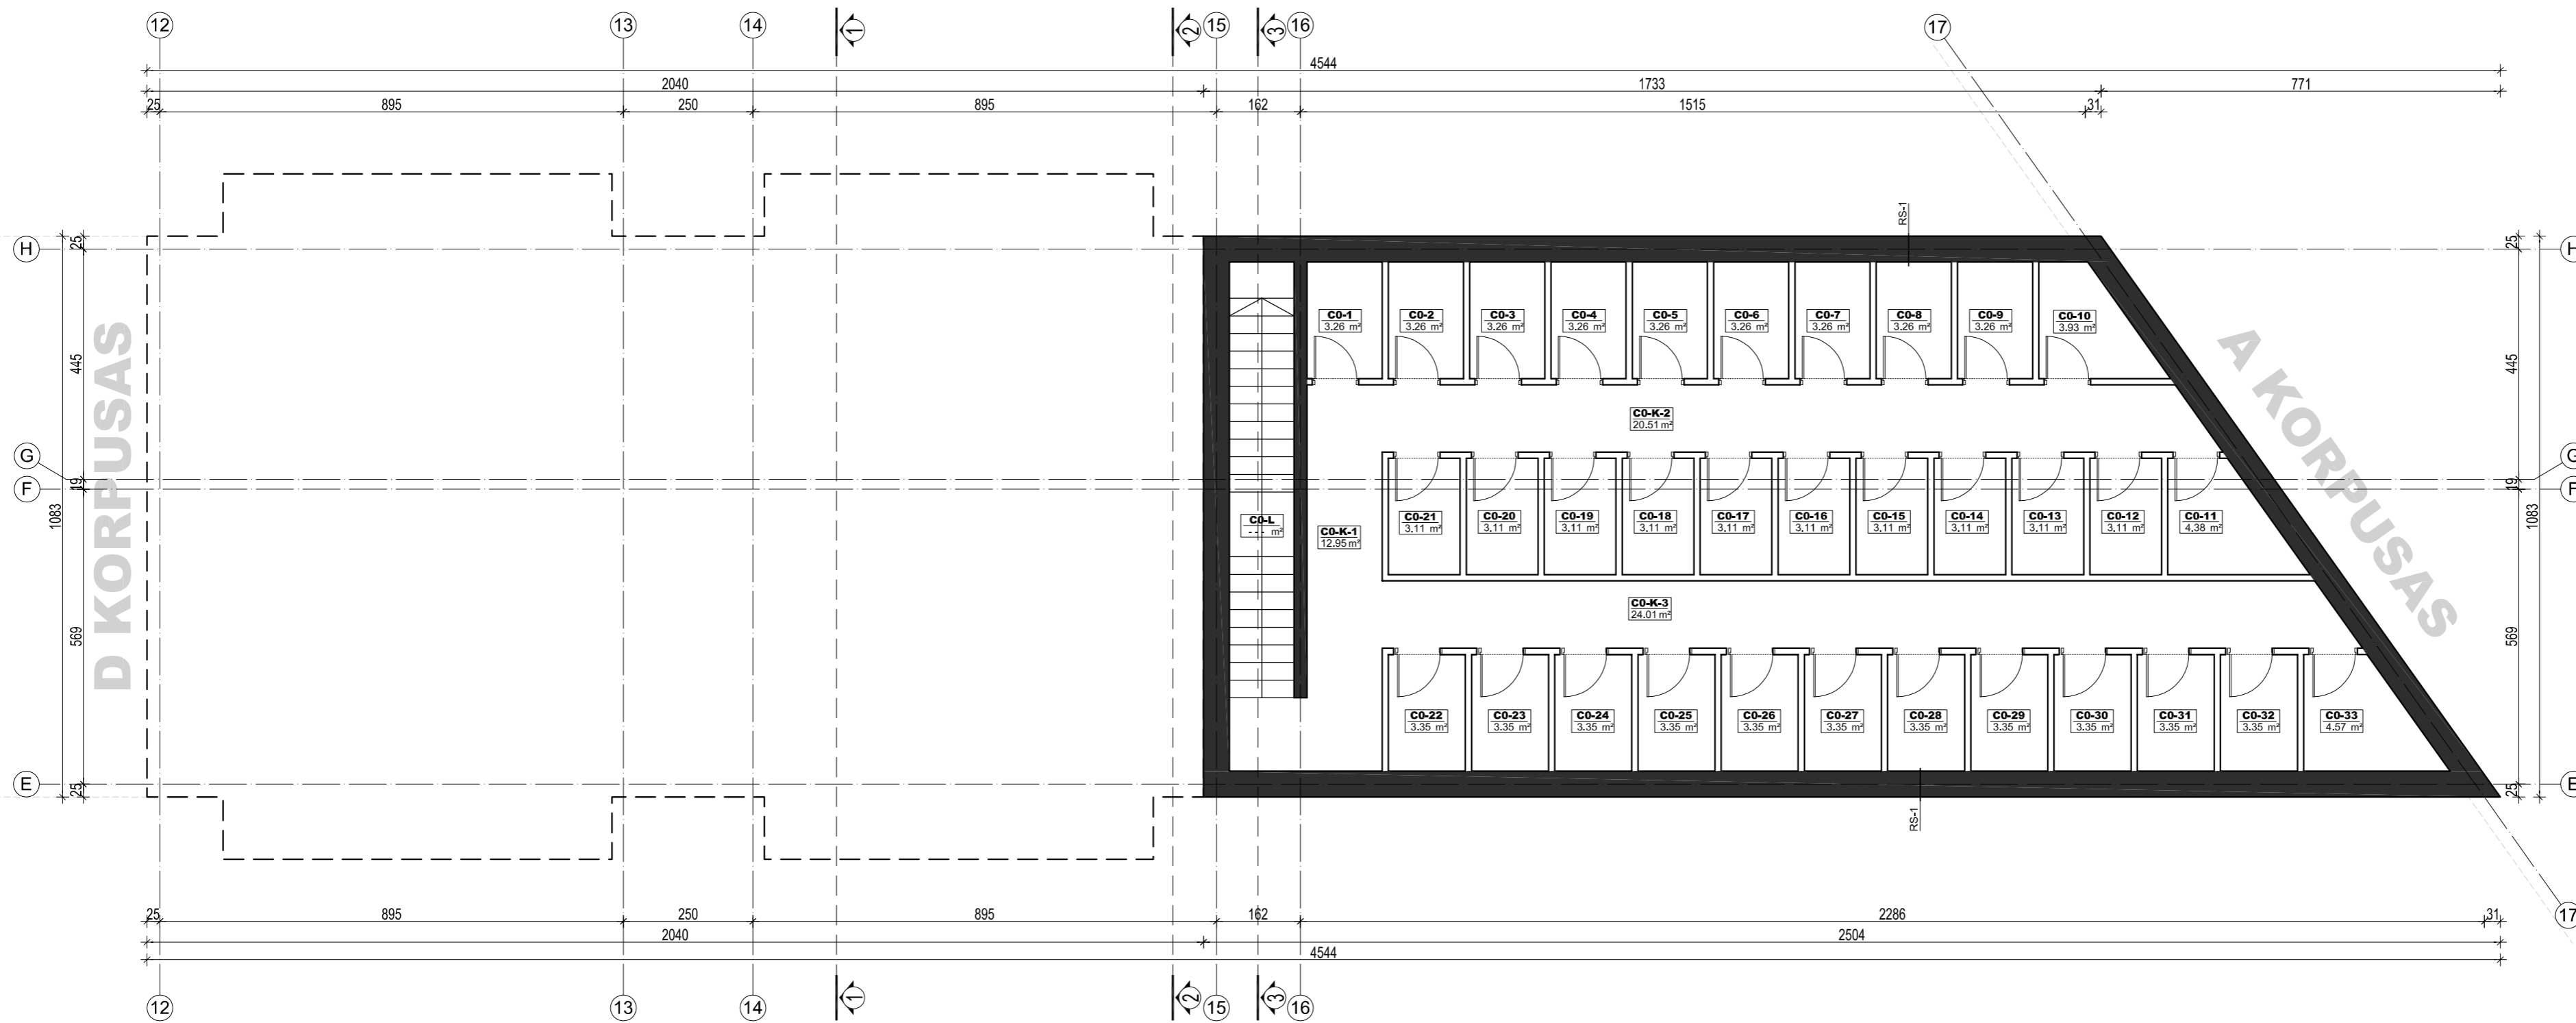 12 13 14 1 2 15 3 16 17
4544
2040 1733 771
25 895 250 895 162 1515 31
RS-1
H 25 25 H
C0-1 C0-2 C0-3 C0-4 C0-5 C0-6 C0-7 C0-8 C0-9 C0-10
3.26 m² 3.26 m² 3.26 m² 3.26 m² 3.26 m² 3.26 m² 3.26 m² 3.26 m² 3.26 m² 3.93 m²
445 445
D KORPUSAS
A KORPUSAS
C0-K-2
20.51 m²
G G
F 19 19 F
1083 1083
C0-L
--- m²
C0-K-1
12.95 m²
C0-21 C0-20 C0-19 C0-18 C0-17 C0-16 C0-15 C0-14 C0-13 C0-12 C0-11
3.11 m² 3.11 m² 3.11 m² 3.11 m² 3.11 m² 3.11 m² 3.11 m² 3.11 m² 3.11 m² 3.11 m² 4.38 m²
C0-K-3
24.01 m²
569 569
C0-22 C0-23 C0-24 C0-25 C0-26 C0-27 C0-28 C0-29 C0-30 C0-31 C0-32 C0-33
3.35 m² 3.35 m² 3.35 m² 3.35 m² 3.35 m² 3.35 m² 3.35 m² 3.35 m² 3.35 m² 3.35 m² 3.35 m² 4.57 m²
E 25 25 E
RS-1
25 895 250 895 162 2286 31 17
2040 2504
4544
12 13 14 1 2 15 3 16